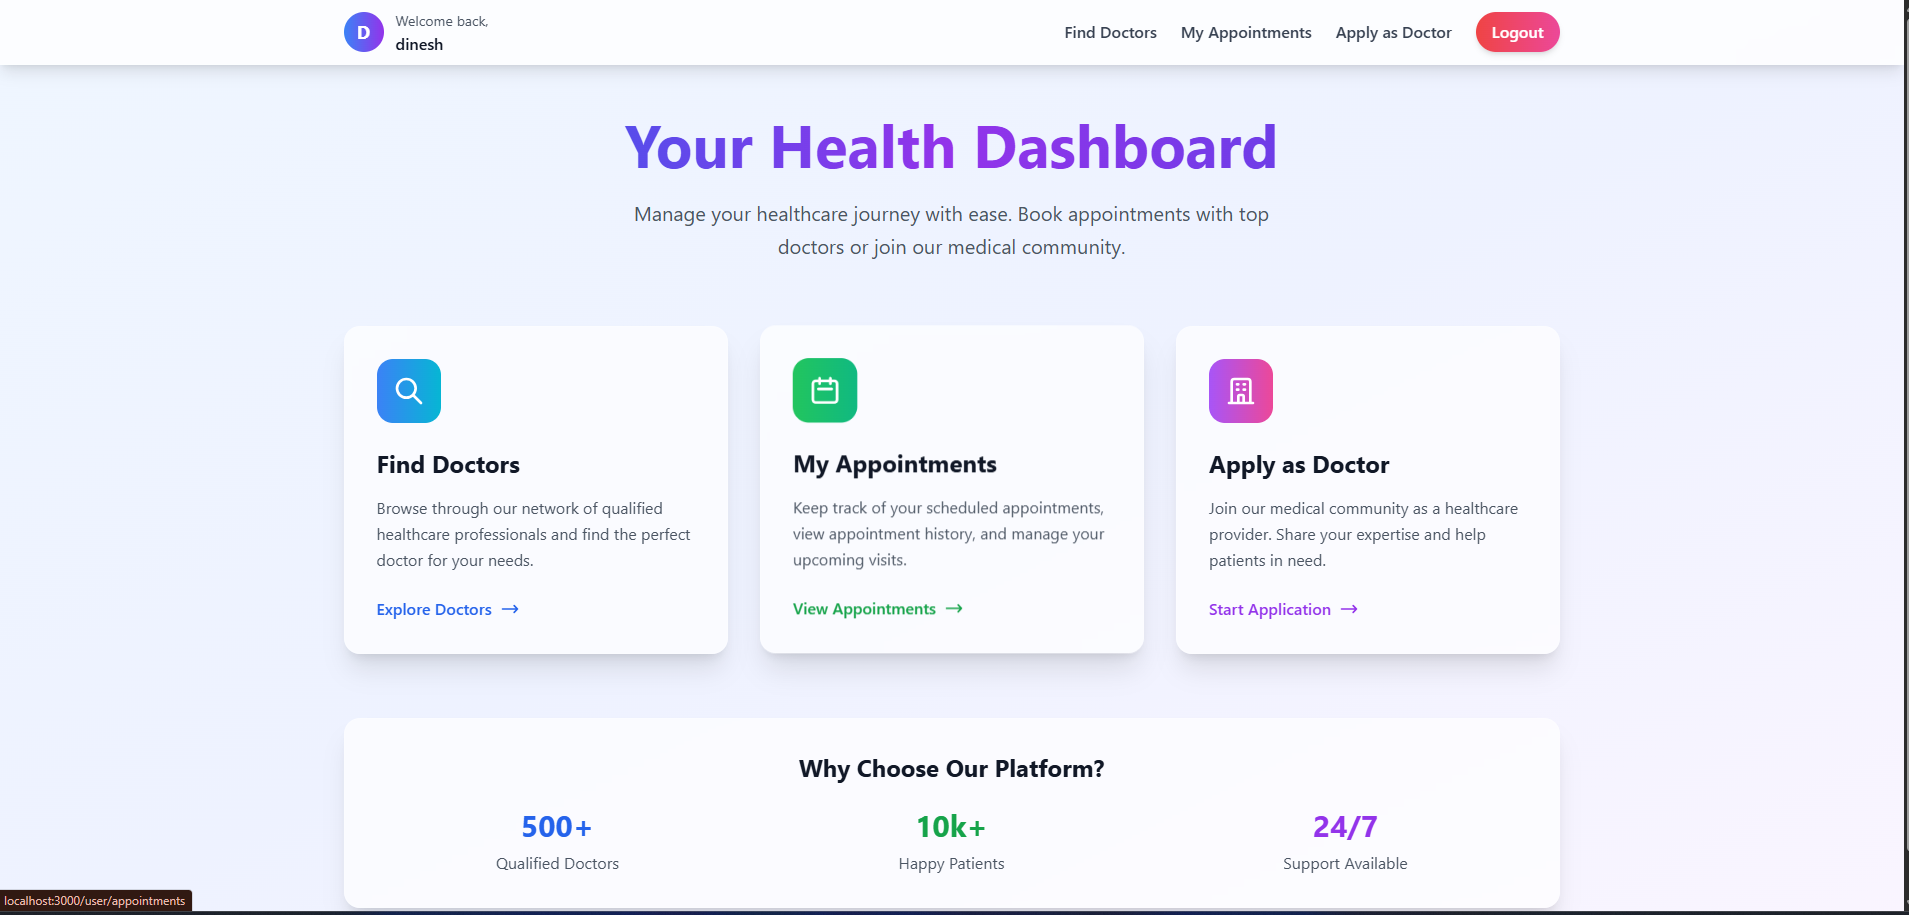 D
Welcome back,
dinesh
Find Doctors
My Appointments
Apply as Doctor
Logout
Your Health Dashboard
Manage your healthcare journey with ease. Book appointments with top
doctors or join our medical community.
Find Doctors
Browse through our network of qualified
healthcare professionals and find the perfect
doctor for your needs.
Explore Doctors →
My Appointments
Keep track of your scheduled appointments,
view appointment history, and manage your
upcoming visits.
View Appointments →
Apply as Doctor
Join our medical community as a healthcare
provider. Share your expertise and help
patients in need.
Start Application →
Why Choose Our Platform?
500+
Qualified Doctors
10k+
Happy Patients
24/7
Support Available
localhost:3000/user/appointments